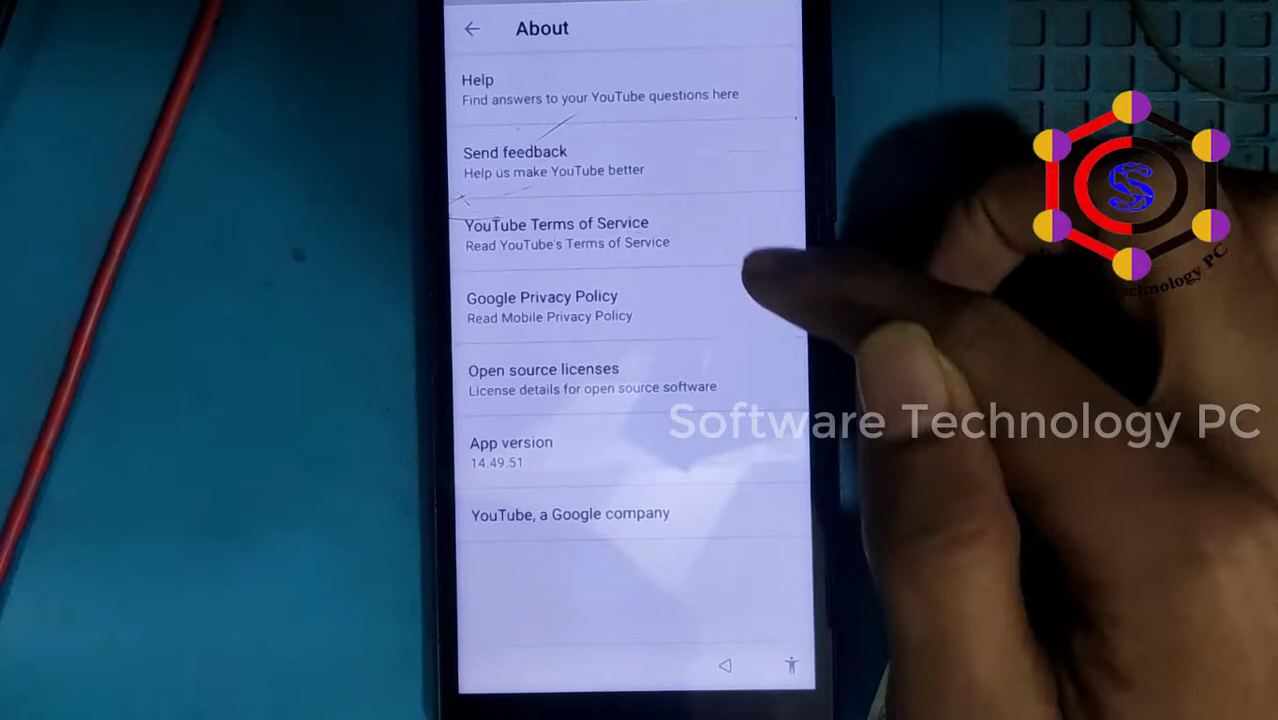 About
Help
Find answers to your YouTube questions here
Send feedback
Help us make YouTube better
YouTube Terms of Service
Read YouTube's Terms of Service
Google Privacy Policy
Read Mobile Privacy Policy
Open source licenses
License details for open source software
App version
14.49.51
YouTube, a Google company
S
echnology PC
Software Technology PC